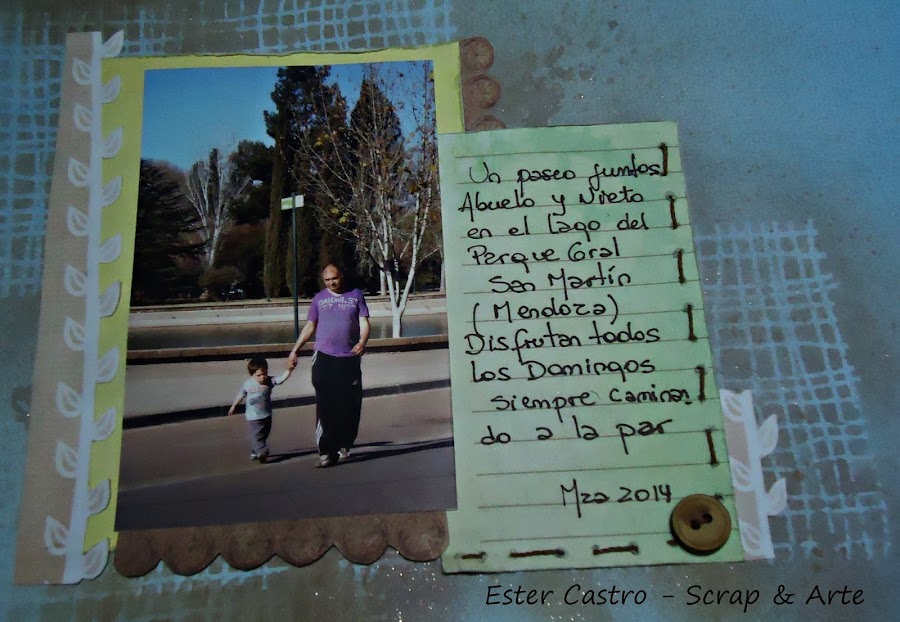 Un paseo juntos
Abuelo y Nieto
en el lago del
Parque Gral
San Martín
(Mendoza)
Disfrutan todos
los Domingos
siempre caminan
do a la par
Mza 2014
Ester Castro - Scrap & Arte